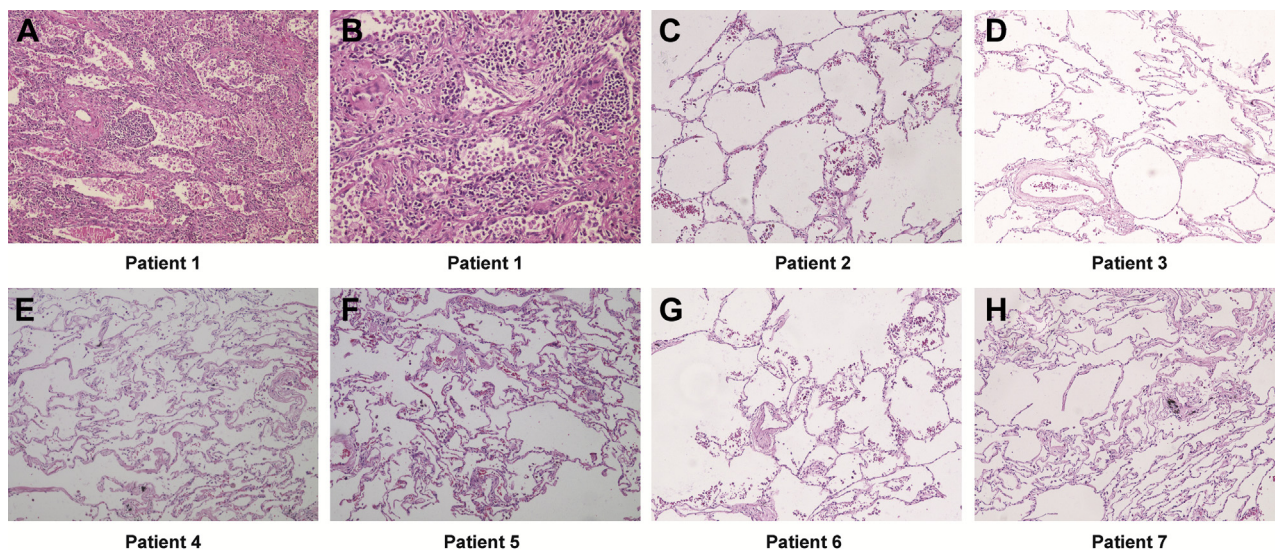 A
B
C
D
Patient 1
Patient 1
Patient 2
Patient 3
E
F
G
H
Patient 4
Patient 5
Patient 6
Patient 7